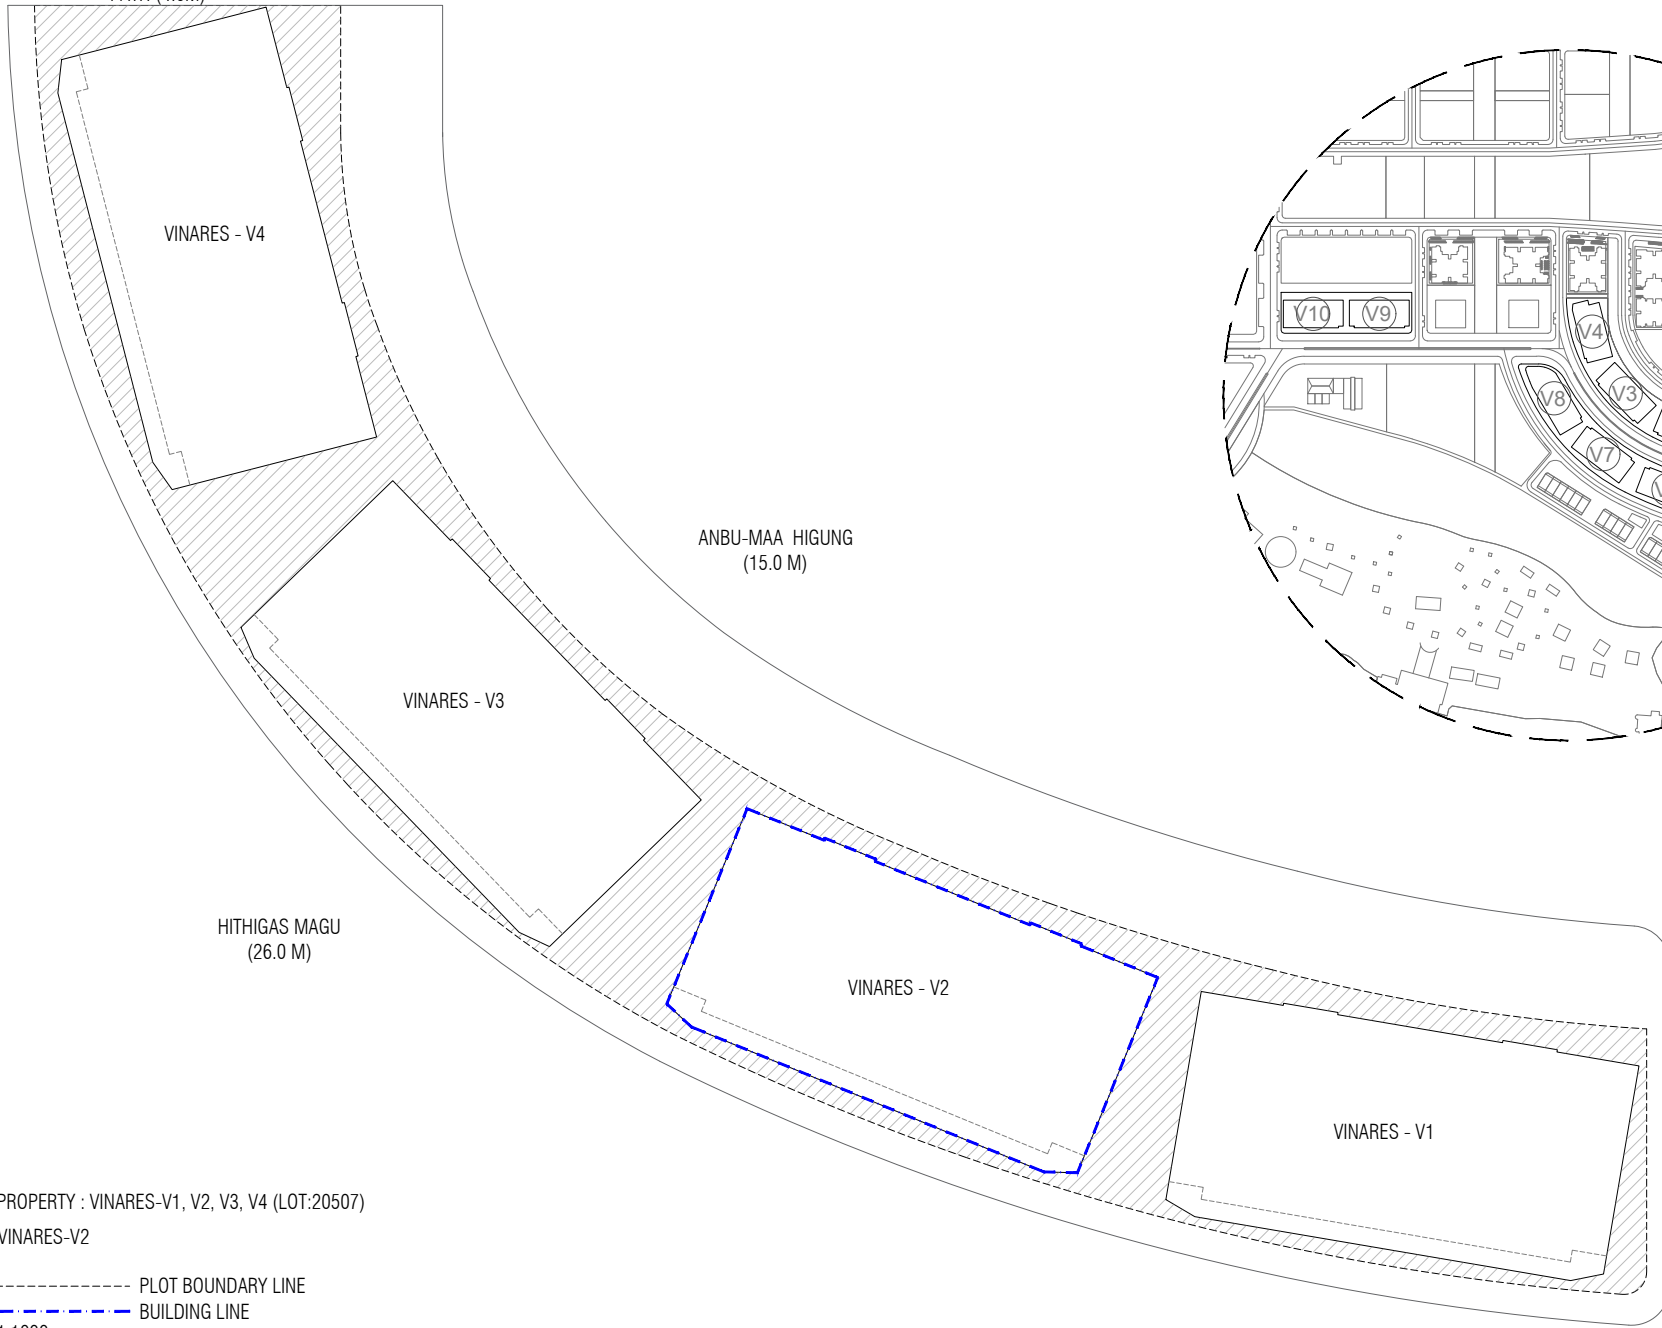 VINARES - V4
V10
V9
V4
V8
V3
V7
ANBU-MAA HIGUNG
(15.0 M)
VINARES - V3
HITHIGAS MAGU
(26.0 M)
VINARES - V2
VINARES - V1
PROPERTY : VINARES-V1, V2, V3, V4 (LOT:20507)
VINARES-V2
PLOT BOUNDARY LINE
BUILDING LINE